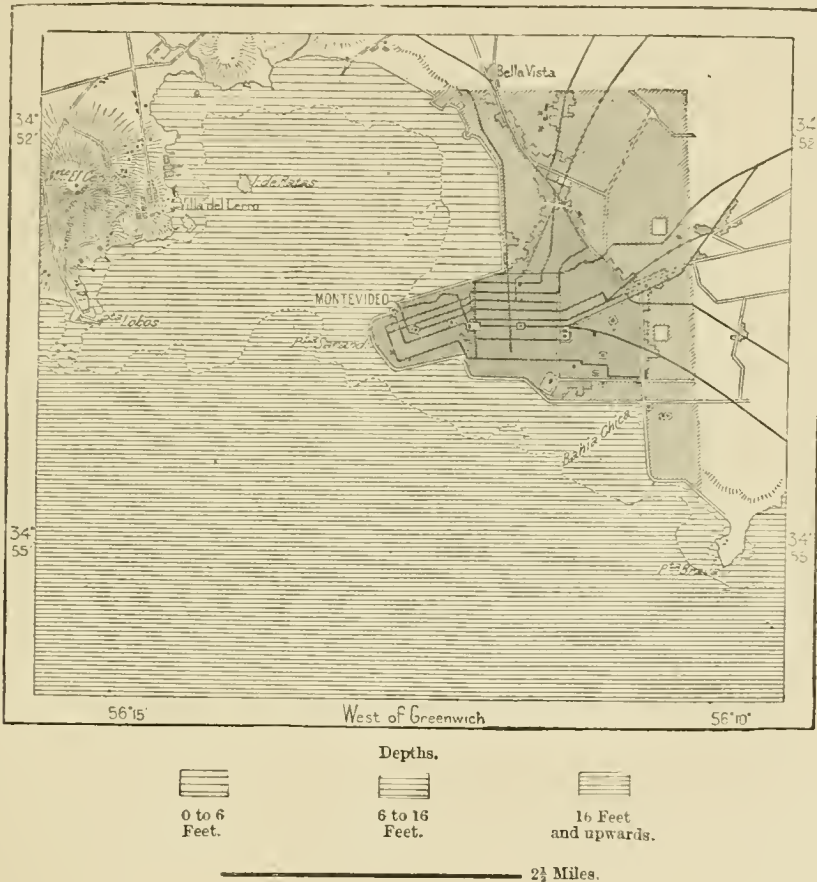 Bella Vista
34° 52'
34° 52'
I. de Ratas
Villa del Cerro
MONTEVIDEO
Lobos
Bahia Chica
34° 55'
34° 55'
56°15'
West of Greenwich
56°10'
Depths.
0 to 6 Feet.
6 to 16 Feet.
16 Feet and upwards.
2½ Miles.